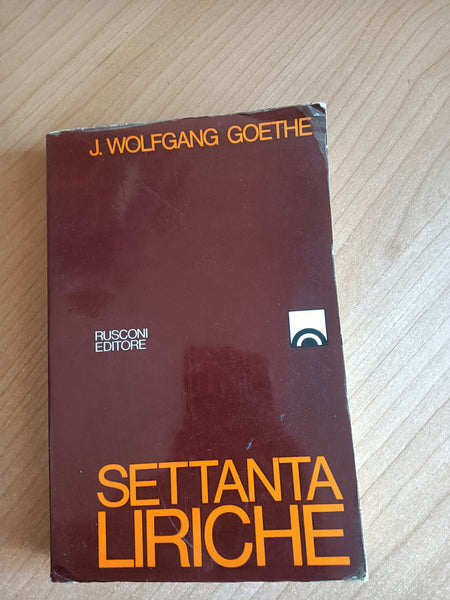 J. WOLFGANG GOETHE
RUSCONI
EDITORE
SETTANTA
LIRICHE